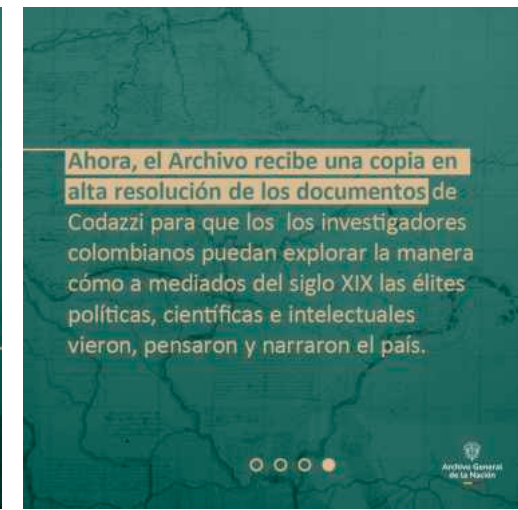 Ahora, el Archivo recibe una copia en
alta resolución de los documentos de
Codazzi para que los los investigadores
colombianos puedan explorar la manera
cómo a mediados del siglo XIX las élites
políticas, científicas e intelectuales
vieron, pensaron y narraron el país.
Archivo General
de la Nación